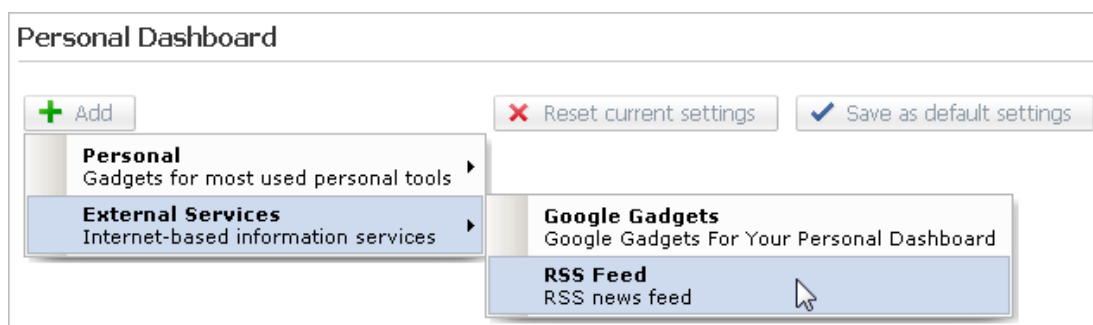 Personal Dashboard
Add
Reset current settings
Save as default settings
Personal
Gadgets for most used personal tools
External Services
Internet-based information services
Google Gadgets
Google Gadgets For Your Personal Dashboard
RSS Feed
RSS news feed